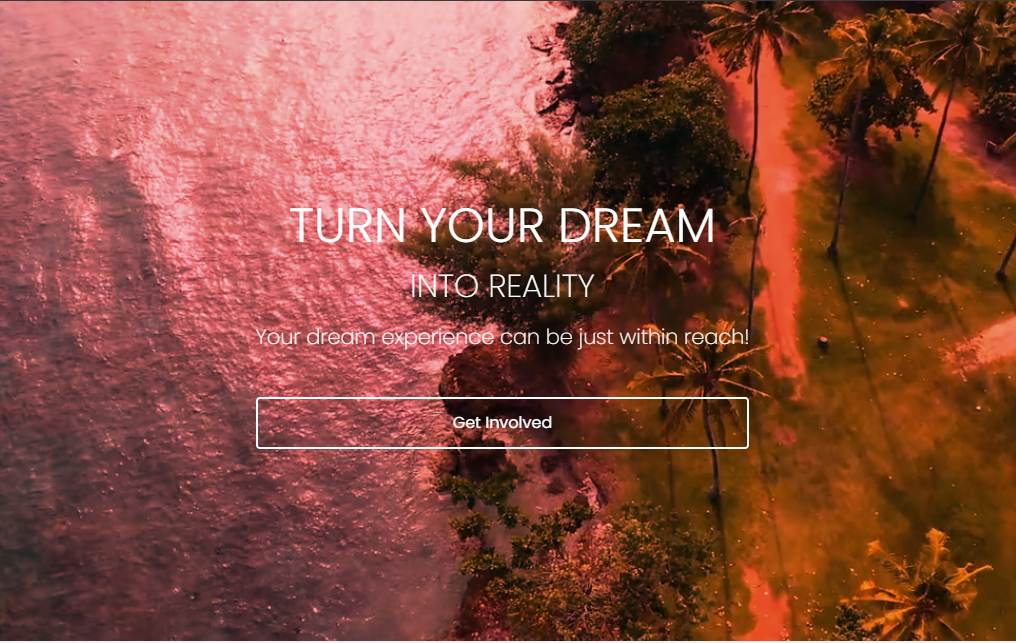 TURN YOUR DREAM
INTO REALITY
Your dream experience can be just within reach!
Get Involved